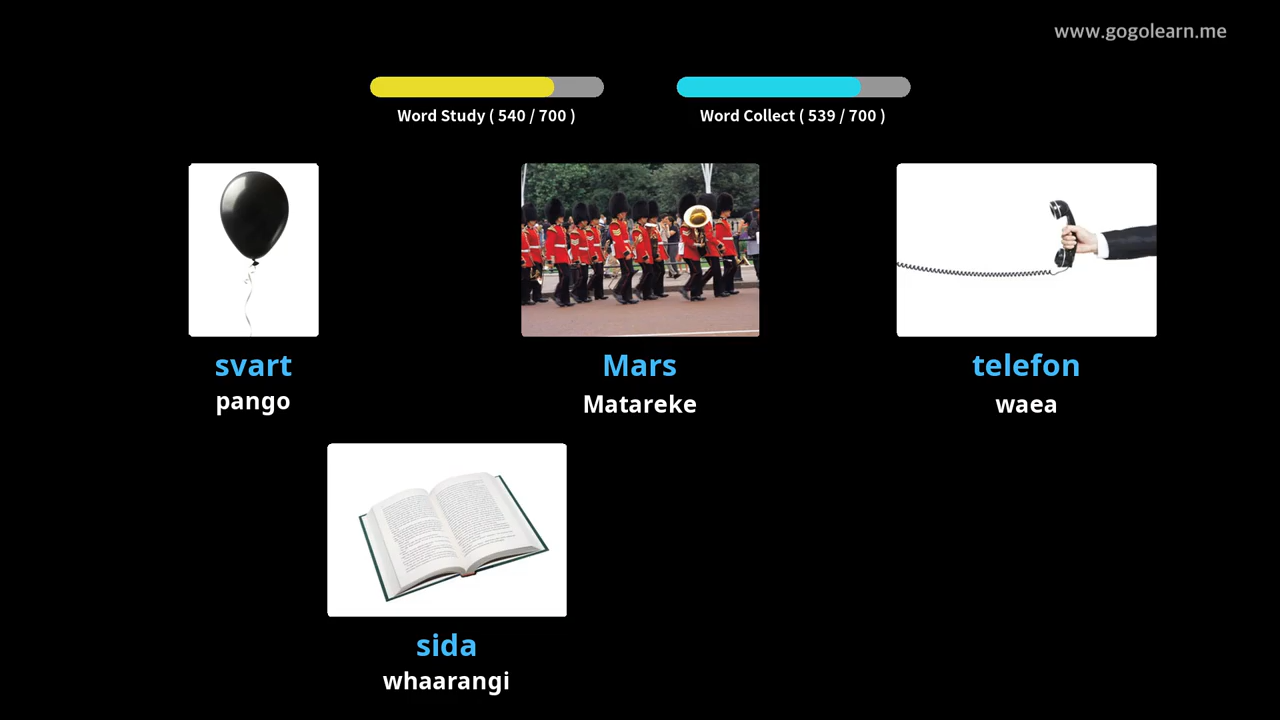 www.gogolearn.me
Word Study ( 540 / 700 )
Word Collect ( 539 / 700 )
svart
pango
Mars
Matareke
telefon
waea
sida
whaarangi